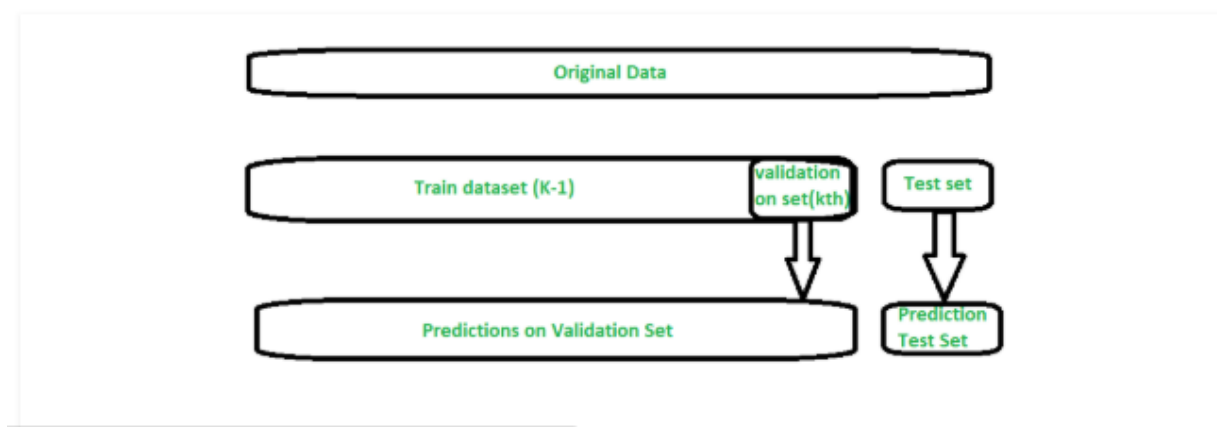 Original Data
Train dataset (K-1)
validation
on set(kth)
Test set
Predictions on Validation Set
Prediction
Test Set